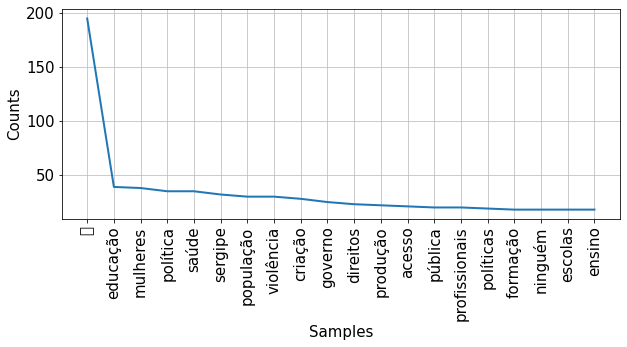 200
150
100
50
Counts
educação
mulheres
política
saúde
sergipe
população
violência
criação
governo
direitos
produção
acesso
pública
profissionais
políticas
formação
ninguém
escolas
ensino
Samples